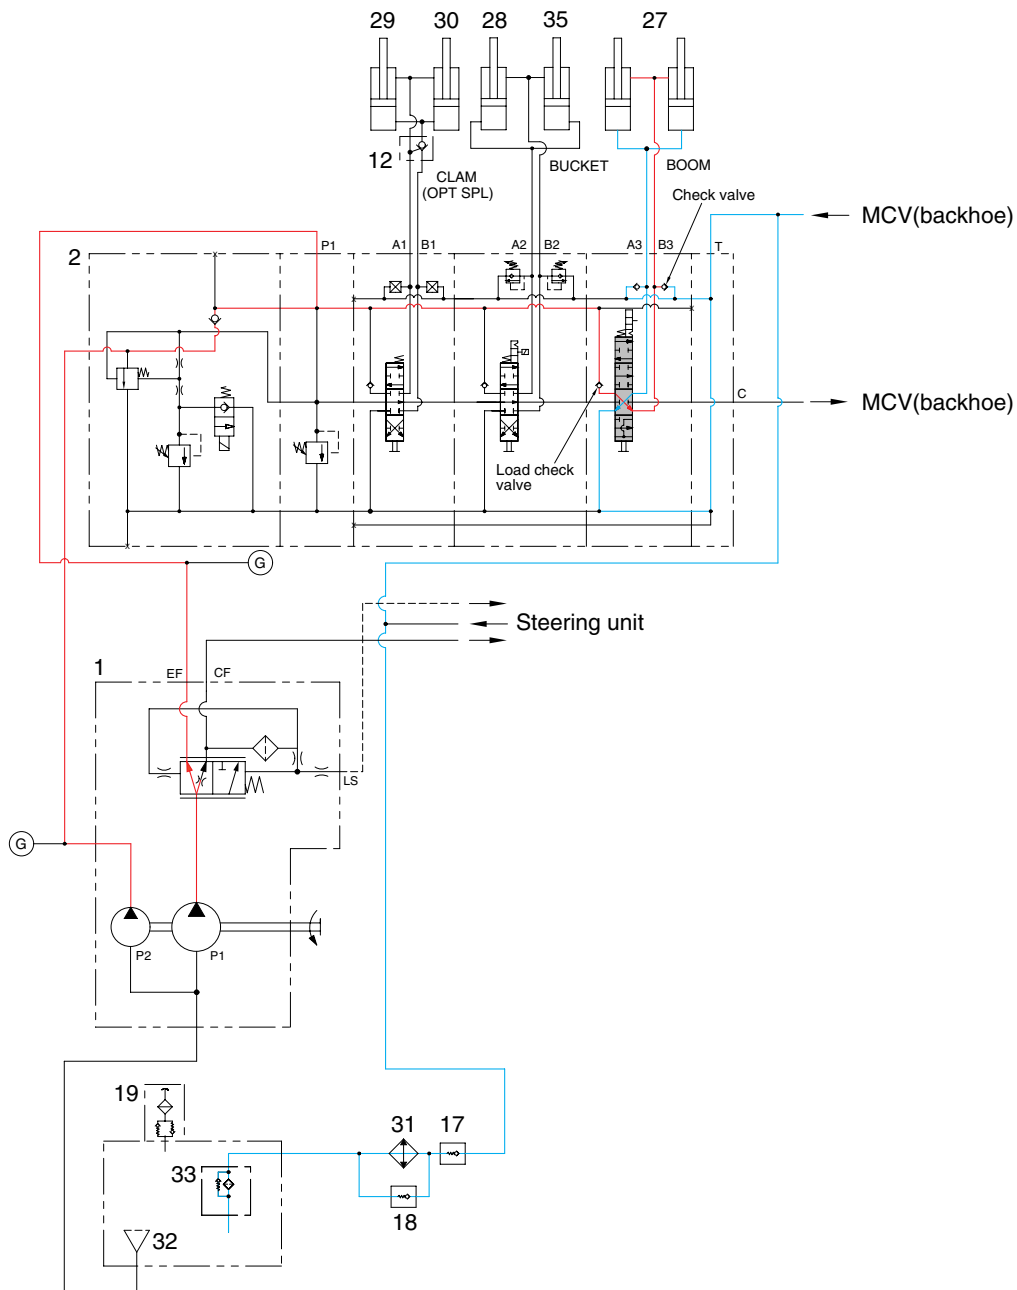 29
30
28
35
27
12
CLAM
(OPT SPL)
BUCKET
BOOM
Check valve
MCV(backhoe)
2
P1
A1
B1
A2
B2
A3
B3
T
C
MCV(backhoe)
Load check
valve
G
Steering unit
1
EF
CF
LS
G
P2
P1
19
31
17
33
18
32